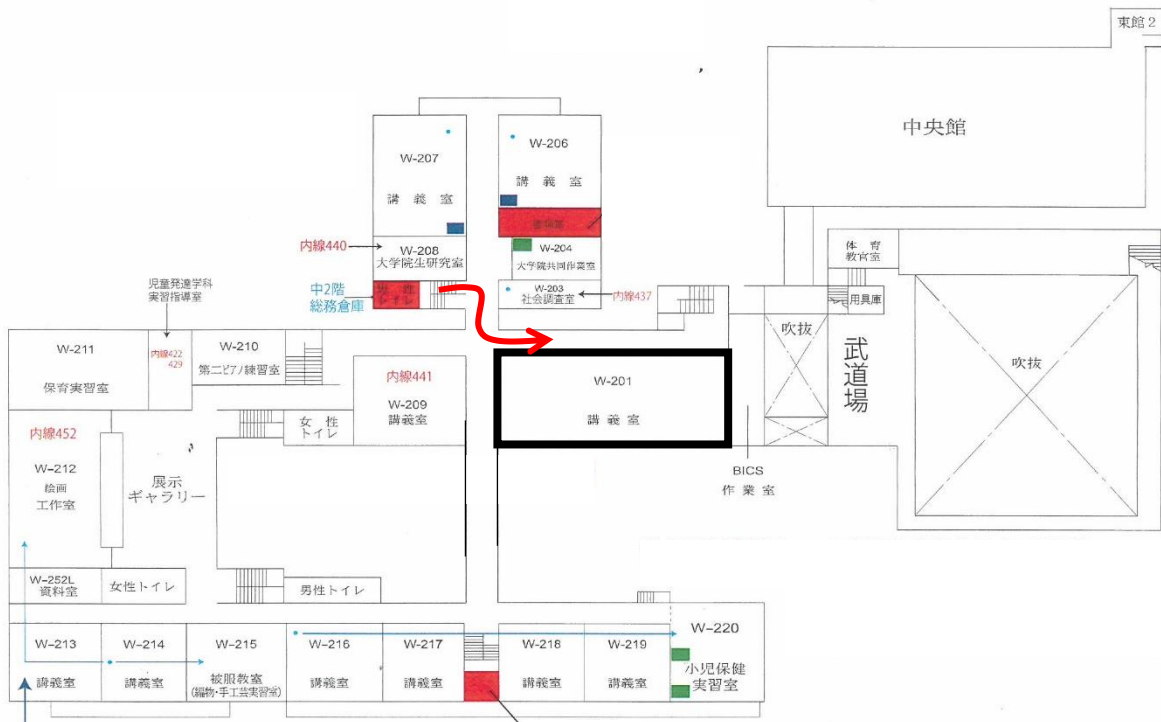 東館2
中央館
W-207
講義室
W-206
講義室
内線440
W-208
大学院生研究室
W-204
大学院共同作業室
体育
教官室
児童発達学科
実習指導室
中2階
総務倉庫
男性
トイレ
W-203
社会調査室
内線437
用具庫
吹抜
武道場
吹抜
W-211
保育実習室
内線422
429
W-210
第二ピアノ練習室
内線441
W-209
講義室
W-201
講義室
女性
トイレ
内線452
W-212
絵画
工作室
展示
ギャラリー
BICS
作業室
W-252L
資料室
女性トイレ
男性トイレ
W-213
講義室
W-214
講義室
W-215
被服教室
(編物・手工芸実習室)
W-216
講義室
W-217
講義室
W-218
講義室
W-219
講義室
W-220
小児保健
実習室